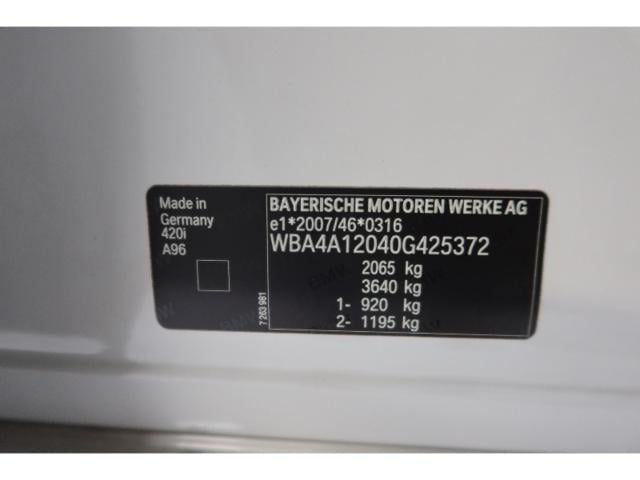 Made in
Germany
420i
A96
7 263 981
BAYERISCHE MOTOREN WERKE AG
e1*2007/46*0316
WBA4A12040G425372
2065 kg
3640 kg
1- 920 kg
2- 1195 kg